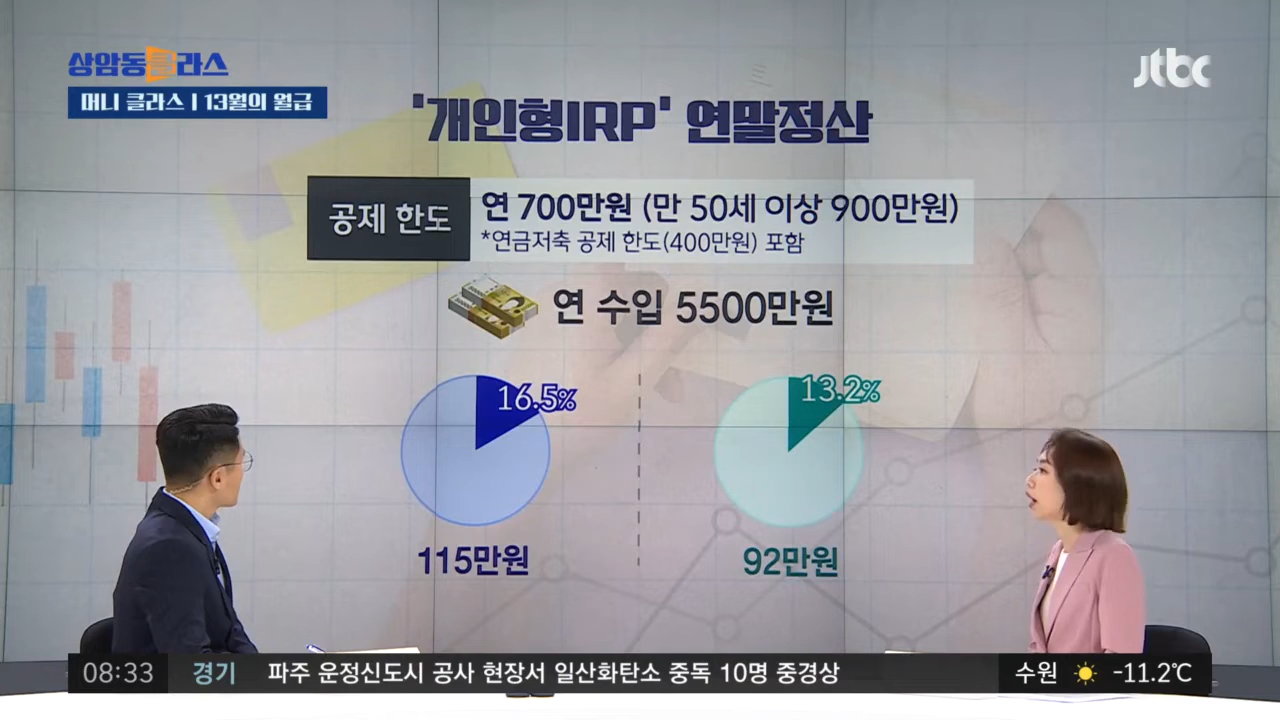 상암동클라스
머니 클라스 | 13월의 월급
jtbc
'개인형IRP' 연말정산
공제 한도
연 700만원 (만 50세 이상 900만원)
*연금저축 공제 한도(400만원) 포함
연 수입 5500만원
16.5%
13.2%
115만원
92만원
08:33 경기 파주 운정신도시 공사 현장서 일산화탄소 중독 10명 중경상 수원 -11.2℃